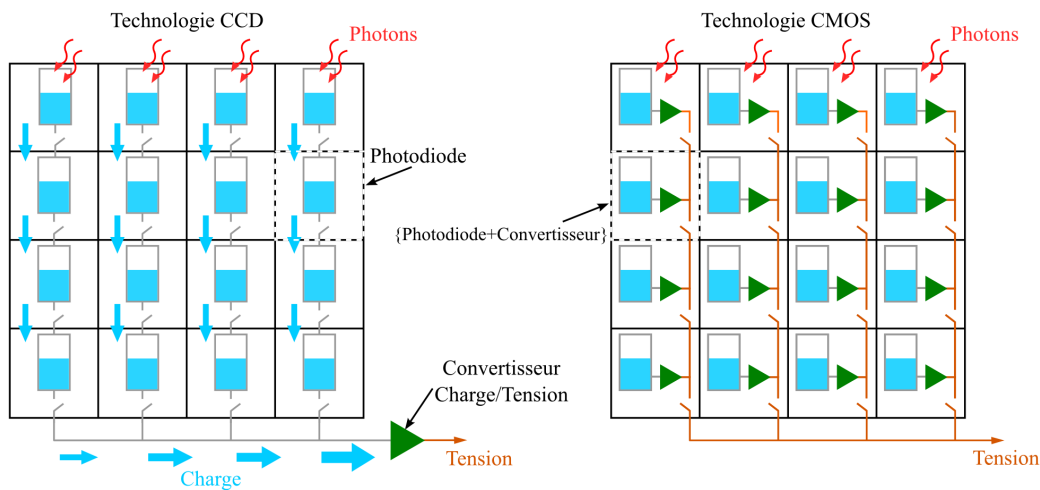 Technologie CCD
Photons
Photodiode
Convertisseur
Charge/Tension
Tension
Charge
Technologie CMOS
Photons
{Photodiode+Convertisseur}
Tension